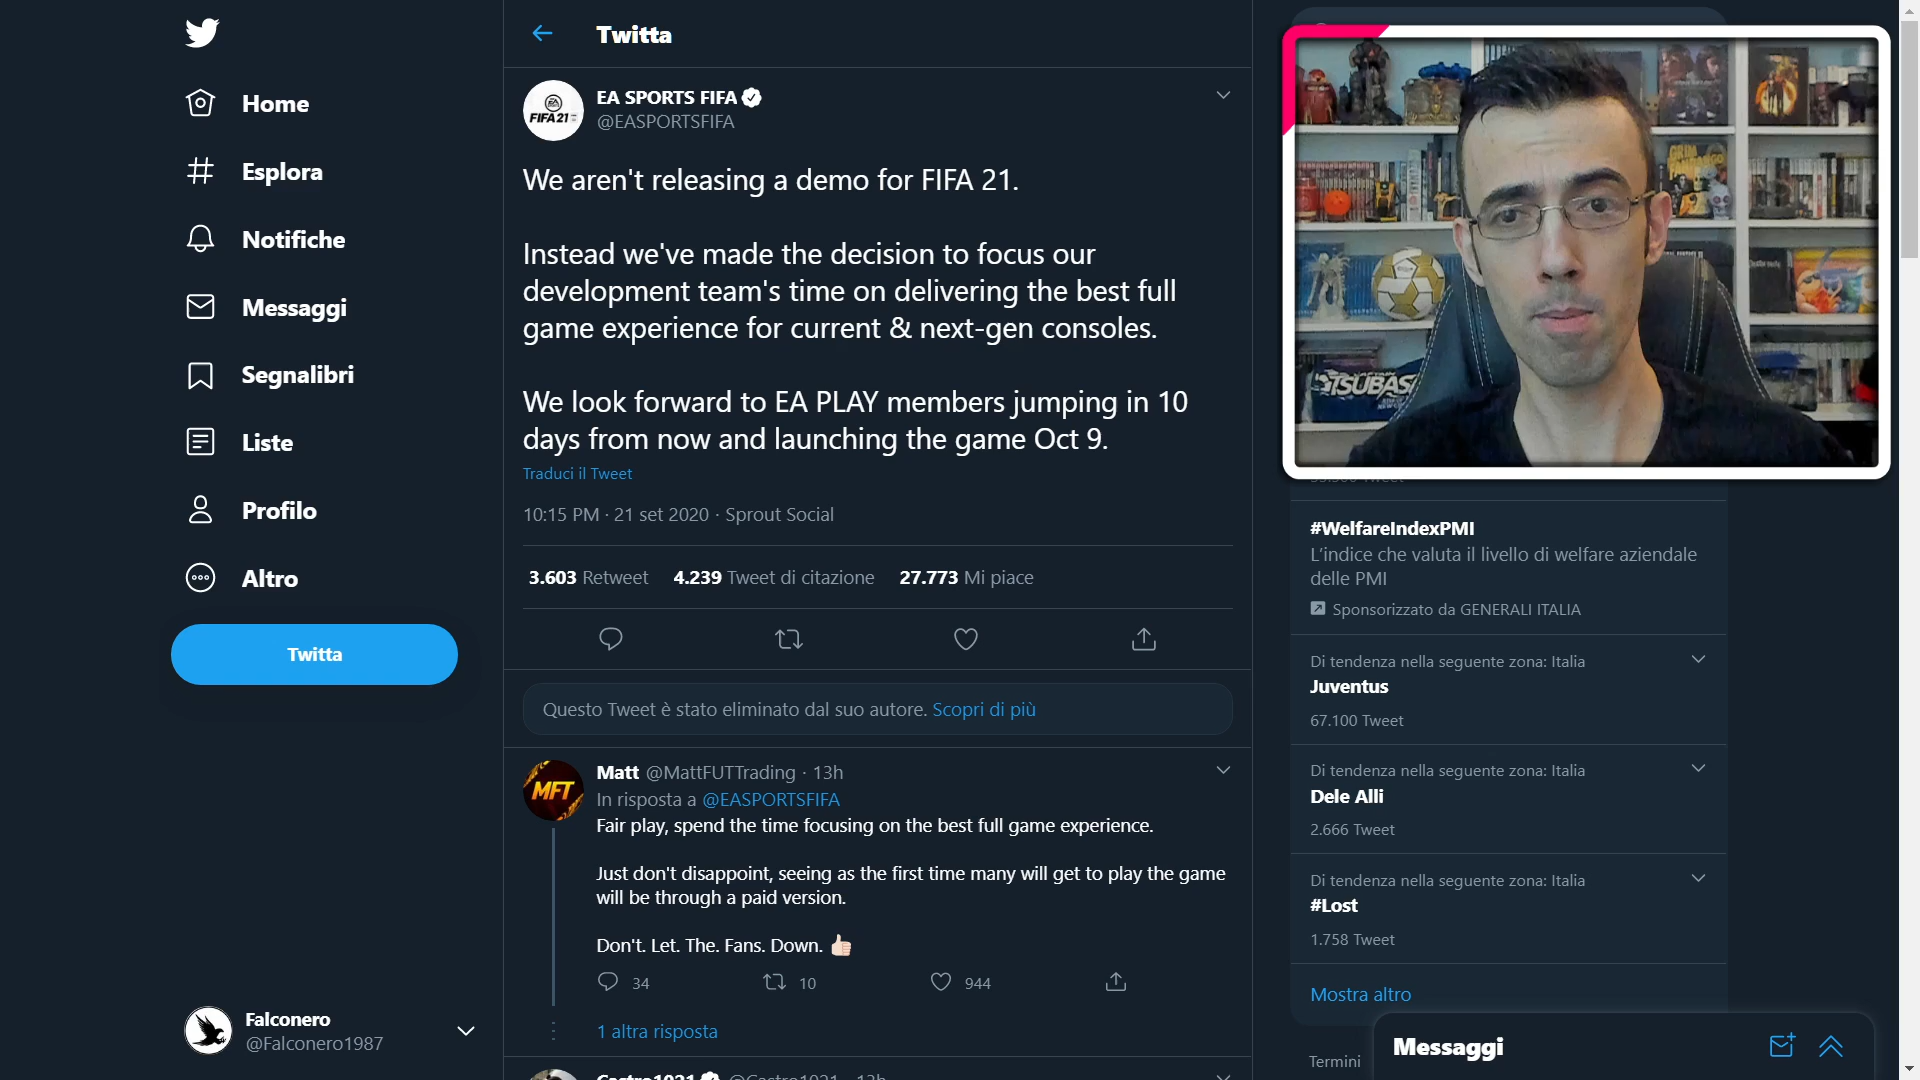 Home
Esplora
Notifiche
Messaggi
Segnalibri
Liste
Profilo
Altro
Twitta
Falconero
@Falconero1987
Twitta
FIFA 21
EA SPORTS FIFA
@EASPORTSFIFA
We aren't releasing a demo for FIFA 21.
Instead we've made the decision to focus our
development team's time on delivering the best full
game experience for current & next-gen consoles.
We look forward to EA PLAY members jumping in 10
days from now and launching the game Oct 9.
Traduci il Tweet
10:15 PM · 21 set 2020 · Sprout Social
3.603 Retweet 4.239 Tweet di citazione 27.773 Mi piace
Questo Tweet è stato eliminato dal suo autore. Scopri di più
MFT
Matt @MattFUTTrading · 13h
In risposta a @EASPORTSFIFA
Fair play, spend the time focusing on the best full game experience.
Just don't disappoint, seeing as the first time many will get to play the game
will be through a paid version.
Don't. Let. The. Fans. Down. 👍🏻
34 10 944
1 altra risposta
Castro1021 @Castro1021 · 13h
GRIM
FANDANGO
TSUBASA
#WelfareIndexPMI
L'indice che valuta il livello di welfare aziendale
delle PMI
Sponsorizzato da GENERALI ITALIA
Di tendenza nella seguente zona: Italia
Juventus
67.100 Tweet
Di tendenza nella seguente zona: Italia
Dele Alli
2.666 Tweet
Di tendenza nella seguente zona: Italia
#Lost
1.758 Tweet
Mostra altro
Termini
Messaggi